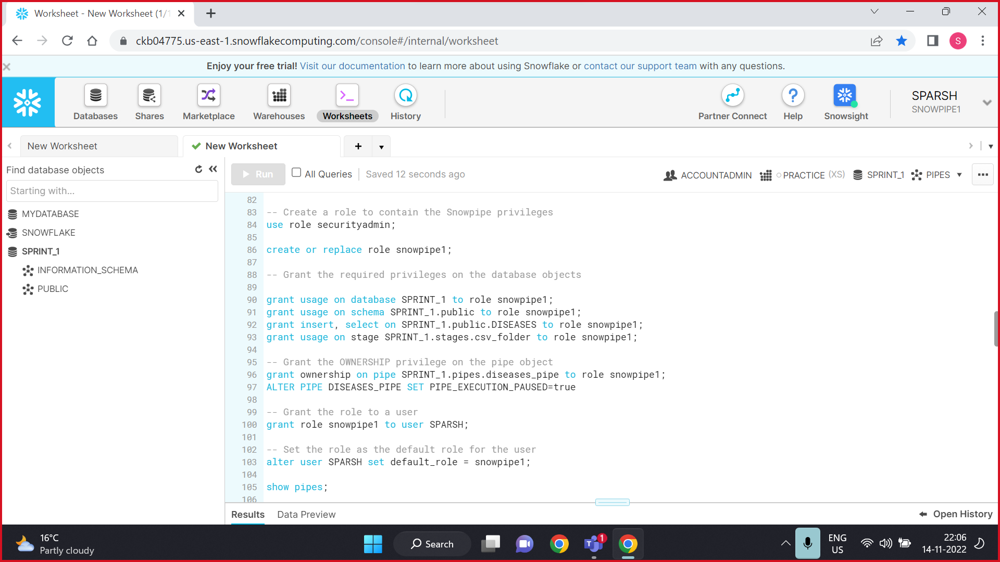 Worksheet - New Worksheet (1/1
ckb04775.us-east-1.snowflakecomputing.com/console#/internal/worksheet
S
Enjoy your free trial! Visit our documentation to learn more about using Snowflake or contact our support team with any questions.
Databases
Shares
Marketplace
Warehouses
Worksheets
History
Partner Connect
Help
Snowsight
SPARSH
SNOWPIPE1
New Worksheet
New Worksheet
Find database objects
Starting with...
MYDATABASE
SNOWFLAKE
SPRINT_1
INFORMATION_SCHEMA
PUBLIC
Run
All Queries
Saved 12 seconds ago
ACCOUNTADMIN
PRACTICE (XS)
SPRINT_1
PIPES
82
83 -- Create a role to contain the Snowpipe privileges
84 use role securityadmin;
85
86 create or replace role snowpipe1;
87
88 -- Grant the required privileges on the database objects
89
90 grant usage on database SPRINT_1 to role snowpipe1;
91 grant usage on schema SPRINT_1.public to role snowpipe1;
92 grant insert, select on SPRINT_1.public.DISEASES to role snowpipe1;
93 grant usage on stage SPRINT_1.stages.csv_folder to role snowpipe1;
94
95 -- Grant the OWNERSHIP privilege on the pipe object
96 grant ownership on pipe SPRINT_1.pipes.diseases_pipe to role snowpipe1;
97 ALTER PIPE DISEASES_PIPE SET PIPE_EXECUTION_PAUSED=true
98
99 -- Grant the role to a user
100 grant role snowpipe1 to user SPARSH;
101
102 -- Set the role as the default role for the user
103 alter user SPARSH set default_role = snowpipe1;
104
105 show pipes;
106
Results
Data Preview
Open History
16°C
Partly cloudy
Search
1
ENG
US
22:06
14-11-2022